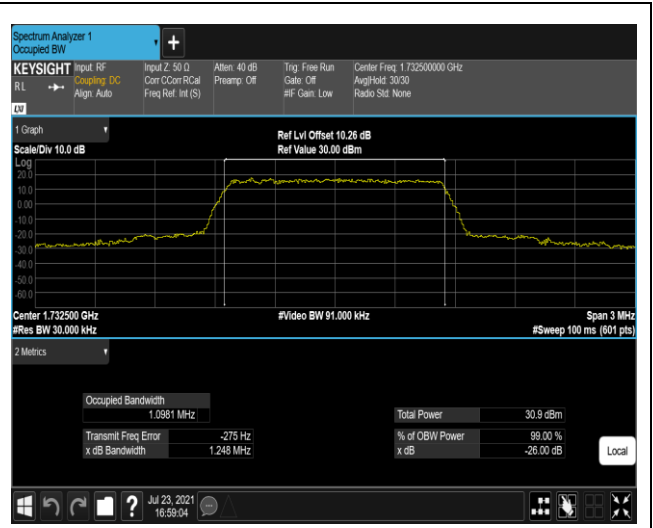 Spectrum Analyzer 1
Occupied BW
KEYSIGHT
RL
LXI
Input: RF
Coupling: DC
Align: Auto
Input Z: 50 Ω
Corr CCorr RCal
Freq Ref: Int (S)
Atten: 40 dB
Preamp: Off
Trig: Free Run
Gate: Off
#IF Gain: Low
Center Freq: 1.732500000 GHz
Avg|Hold: 30/30
Radio Std: None
1 Graph
Scale/Div 10.0 dB
Ref Lvl Offset 10.26 dB
Ref Value 30.00 dBm
Log
20.0
10.0
0.00
-10.0
-20.0
-30.0
-40.0
-50.0
-60.0
Center 1.732500 GHz
#Res BW 30.000 kHz
#Video BW 91.000 kHz
Span 3 MHz
#Sweep 100 ms (601 pts)
2 Metrics
Occupied Bandwidth
1.0981 MHz
Total Power 30.9 dBm
Transmit Freq Error -275 Hz
% of OBW Power 99.00 %
x dB Bandwidth 1.248 MHz
x dB -26.00 dB
Local
?
Jul 23, 2021
16:59:04